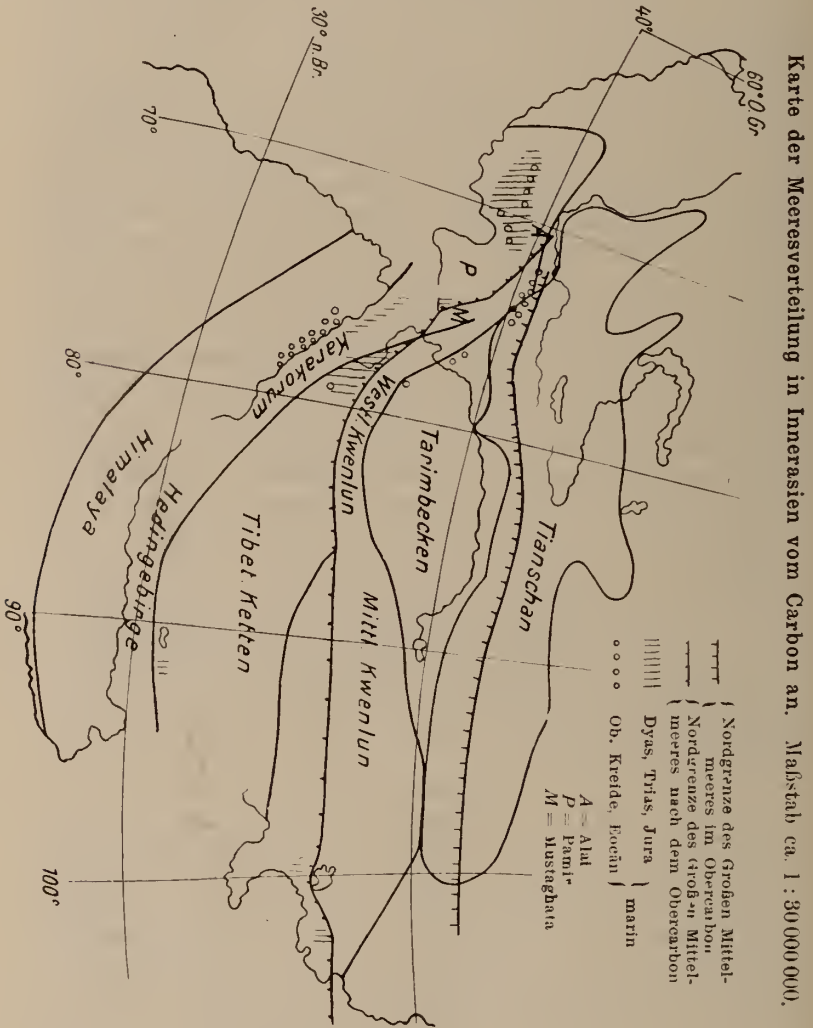 Karte der Meeresverteilung in Innerasien vom Carbon an. Maßstab ca. 1 : 30 000 000.
Nordgrenze des Großen Mittel-
meeres im Obercarbon
Nordgrenze des Großen Mittel-
meeres nach dem Obercarbon
Dyas, Trias, Jura
Ob. Kreide, Eocän
marin
A = Alai
P = Pamir
M = Mustaghata
60° O. Gr
40°
30° n. Br.
70°
80°
90°
100°
A
P
M
Tianschan
Tarimbecken
Westl. Kwenlun
Mittl Kwenlun
Karakorum
Tibet. Ketten
Hedingebirge
Himalaya